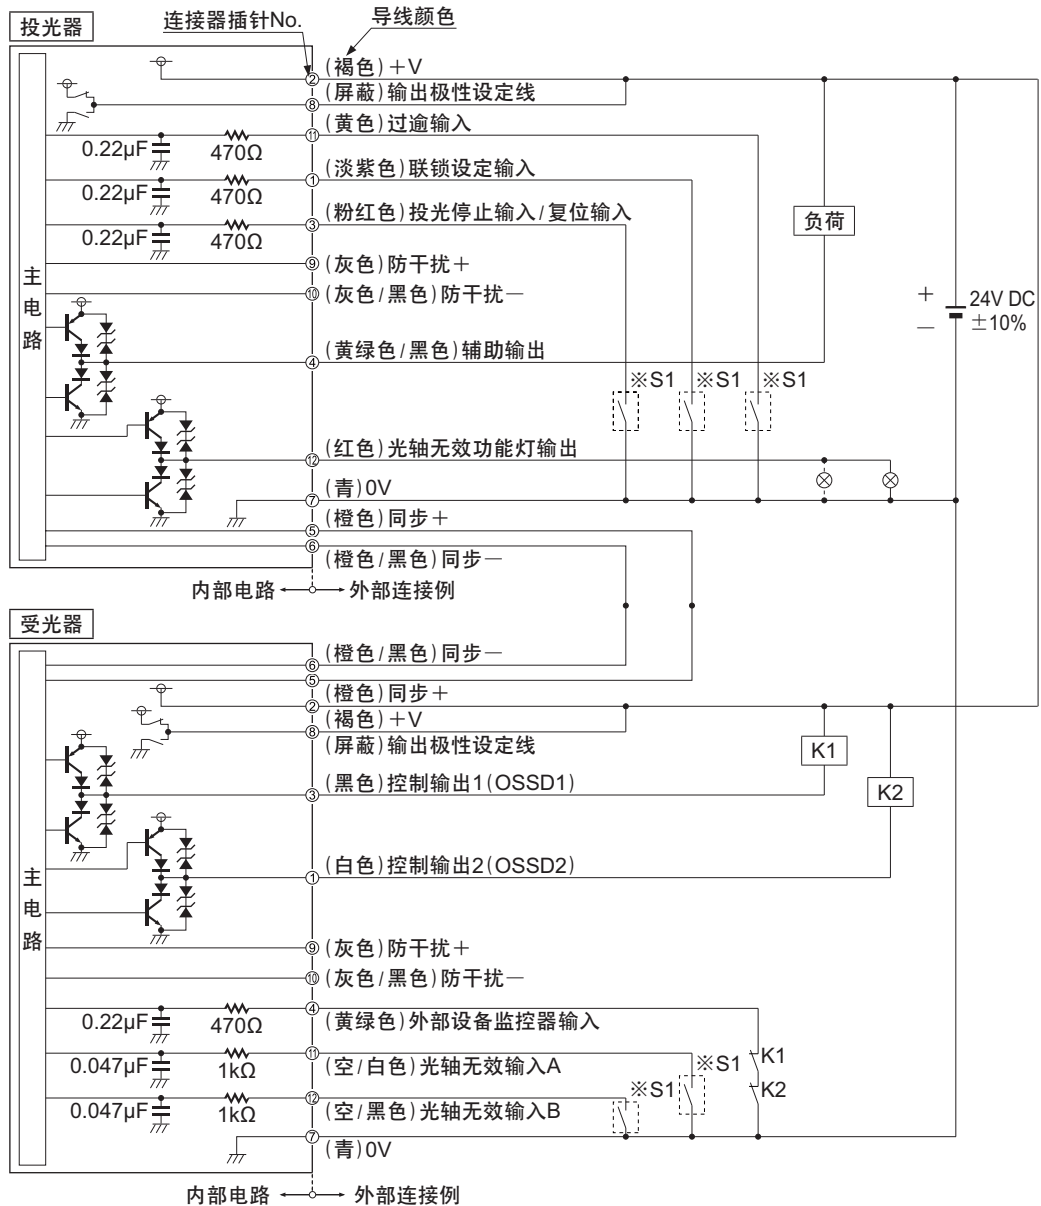 投光器
连接器插针No.
导线颜色
② (褐色)＋V
⑧ (屏蔽)输出极性设定线
⑪ (黄色)过逾输入
0.22μF
470Ω
① (淡紫色)联锁设定输入
0.22μF
470Ω
③ (粉红色)投光停止输入/复位输入
0.22μF
470Ω
负荷
主电路
⑨ (灰色)防干扰＋
⑩ (灰色/黑色)防干扰－
＋
－
24V DC
±10%
④ (黄绿色/黑色)辅助输出
※S1
※S1
※S1
⑫ (红色)光轴无效功能灯输出
⑦ (青)0V
⑤ (橙色)同步＋
⑥ (橙色/黑色)同步－
内部电路
外部连接例
受光器
⑥ (橙色/黑色)同步－
⑤ (橙色)同步＋
② (褐色)＋V
⑧ (屏蔽)输出极性设定线
K1
K2
③ (黑色)控制输出1(OSSD1)
① (白色)控制输出2(OSSD2)
主电路
⑨ (灰色)防干扰＋
⑩ (灰色/黑色)防干扰－
④ (黄绿色)外部设备监控器输入
0.22μF
470Ω
⑪ (空/白色)光轴无效输入A
0.047μF
1kΩ
※S1
K1
⑫ (空/黑色)光轴无效输入B
0.047μF
1kΩ
※S1
K2
⑦ (青)0V
内部电路
外部连接例